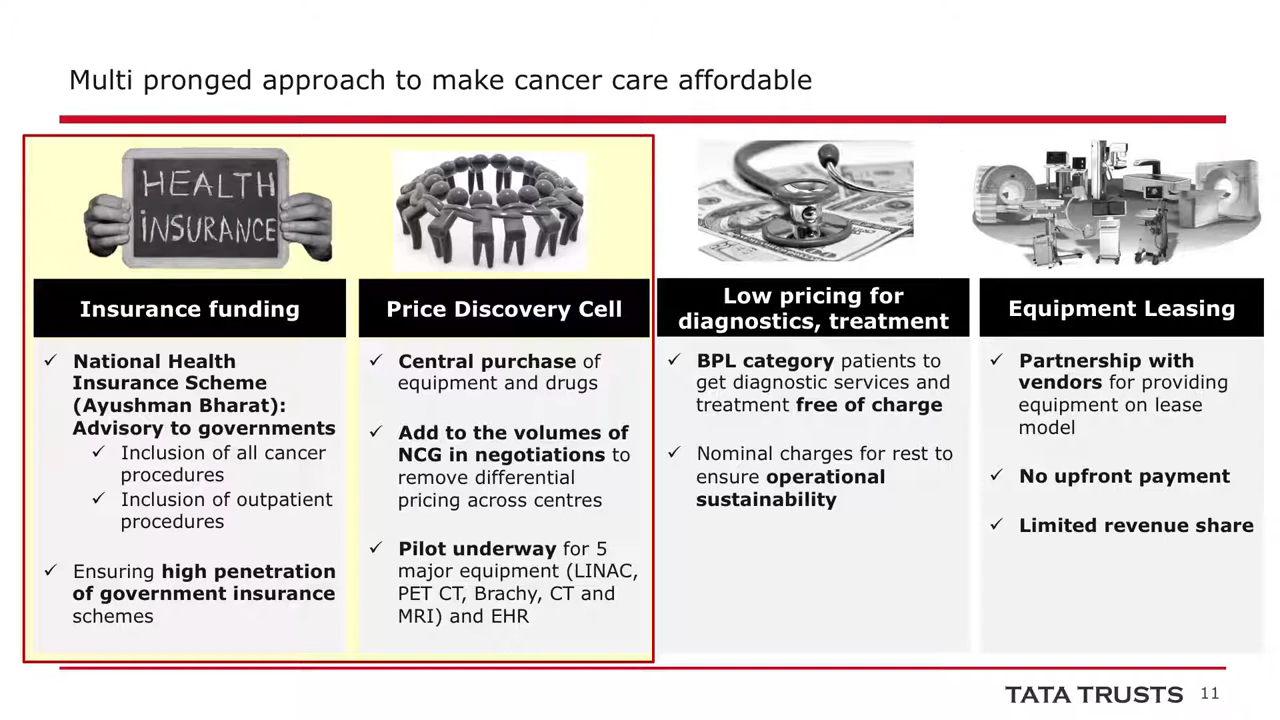 Multi pronged approach to make cancer care affordable
HEALTH
iNSURANCE
Insurance funding
✓ National Health
Insurance Scheme
(Ayushman Bharat):
Advisory to governments
✓ Inclusion of all cancer
procedures
✓ Inclusion of outpatient
procedures
✓ Ensuring high penetration
of government insurance
schemes
Price Discovery Cell
✓ Central purchase of
equipment and drugs
✓ Add to the volumes of
NCG in negotiations to
remove differential
pricing across centres
✓ Pilot underway for 5
major equipment (LINAC,
PET CT, Brachy, CT and
MRI) and EHR
Low pricing for
diagnostics, treatment
✓ BPL category patients to
get diagnostic services and
treatment free of charge
✓ Nominal charges for rest to
ensure operational
sustainability
Equipment Leasing
✓ Partnership with
vendors for providing
equipment on lease
model
✓ No upfront payment
✓ Limited revenue share
TATA TRUSTS 11